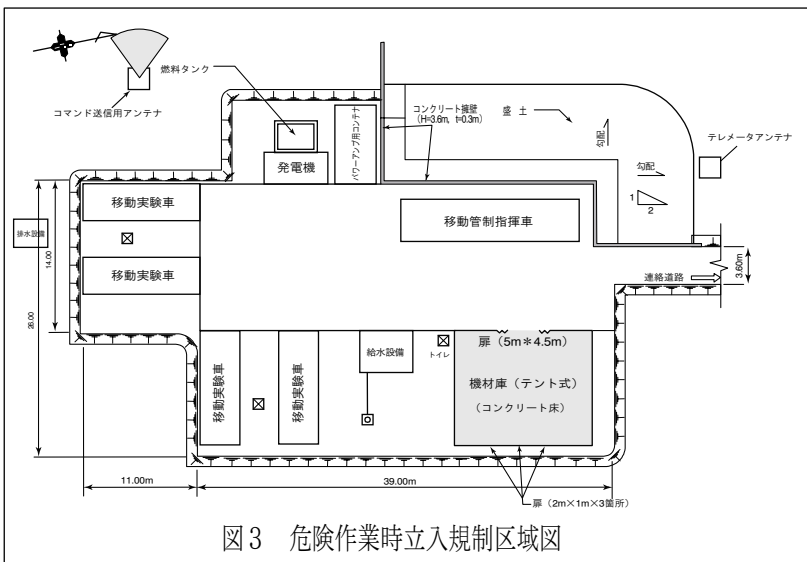 燃料タンク
コマンド送信用アンテナ
コンクリート擁壁
(H=3.6m, t=0.3m)
盛 土
勾配
テレメータアンテナ
パワーアンプ用コンテナ
発電機
勾配
1
2
移動実験車
移動管制指揮車
排水設備
14.00
26.00
移動実験車
3.60m
連絡道路
移動実験車
移動実験車
給水設備
トイレ
扉(5m*4.5m)
機材庫(テント式)
(コンクリート床)
11.00m
39.00m
扉(2m×1m×3箇所)
図3 危険作業時立入規制区域図